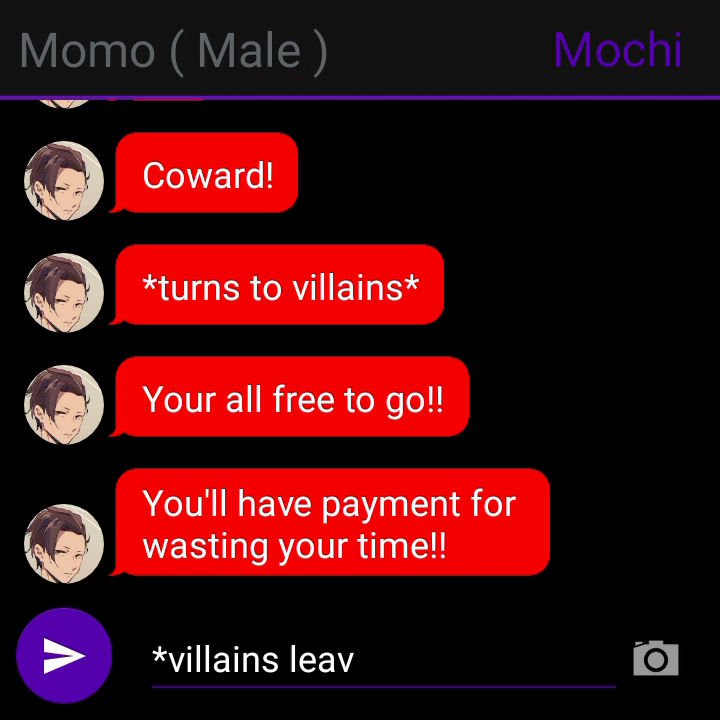 Momo ( Male ) Mochi
Coward!
*turns to villains*
Your all free to go!!
You'll have payment for
wasting your time!!
*villains leav